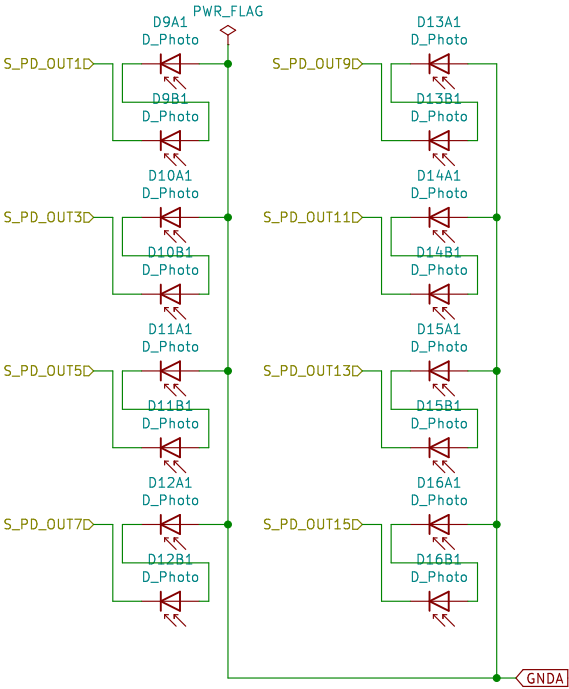 PWR_FLAG
D9A1
D_Photo
S_PD_OUT1
D9B1
D_Photo
D10A1
D_Photo
S_PD_OUT3
D10B1
D_Photo
D11A1
D_Photo
S_PD_OUT5
D11B1
D_Photo
D12A1
D_Photo
S_PD_OUT7
D12B1
D_Photo
D13A1
D_Photo
S_PD_OUT9
D13B1
D_Photo
D14A1
D_Photo
S_PD_OUT11
D14B1
D_Photo
D15A1
D_Photo
S_PD_OUT13
D15B1
D_Photo
D16A1
D_Photo
S_PD_OUT15
D16B1
D_Photo
GNDA